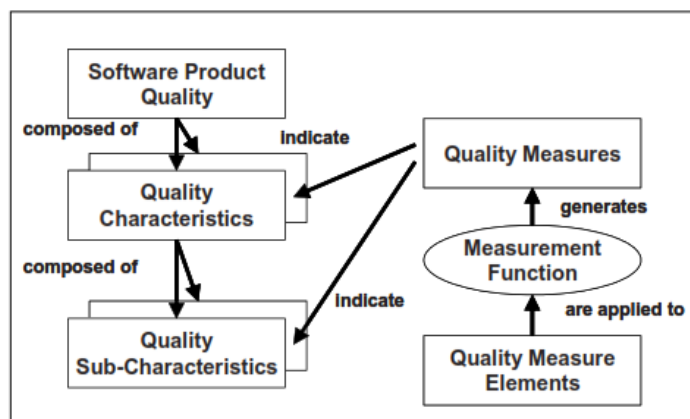 Software Product
Quality
composed of
indicate
Quality Measures
Quality
Characteristics
generates
composed of
Measurement
Function
indicate
are applied to
Quality
Sub-Characteristics
Quality Measure
Elements